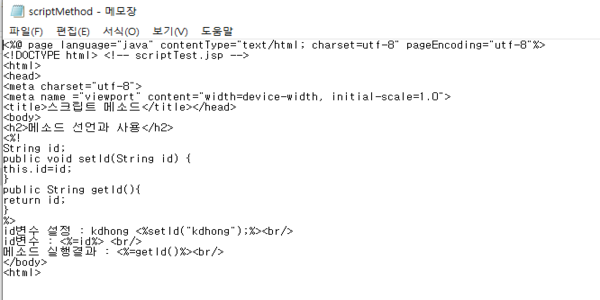 scriptMethod - 메모장
파일(F) 편집(E) 서식(O) 보기(V) 도움말
<%@ page language="java" contentType="text/html; charset=utf-8" pageEncoding="utf-8"%>
<!DOCTYPE html> <!-- scriptTest.jsp -->
<html>
<head>
<meta charset="utf-8">
<meta name ="viewport" content="width=device-width, initial-scale=1.0">
<title>스크립트 메소드</title></head>
<body>
<h2>메소드 선언과 사용</h2>
<%!
String id;
public void setId(String id) {
this.id=id;
}
public String getId(){
return id;
}
%>
id변수 설정 : kdhong <%setId("kdhong");%><br/>
id변수 : <%=id%> <br/>
메소드 실행결과 : <%=getId()%><br/>
</body>
<html>